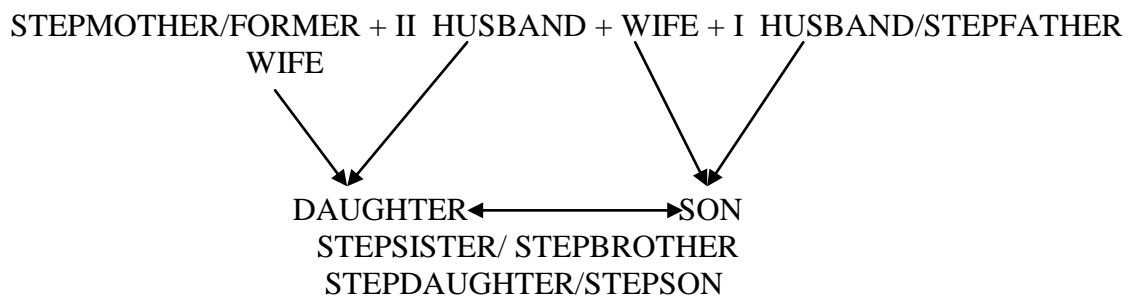 STEPMOTHER/FORMER + II HUSBAND + WIFE + I HUSBAND/STEPFATHER
WIFE
DAUGHTER SON
STEPSISTER/ STEPBROTHER
STEPDAUGHTER/STEPSON